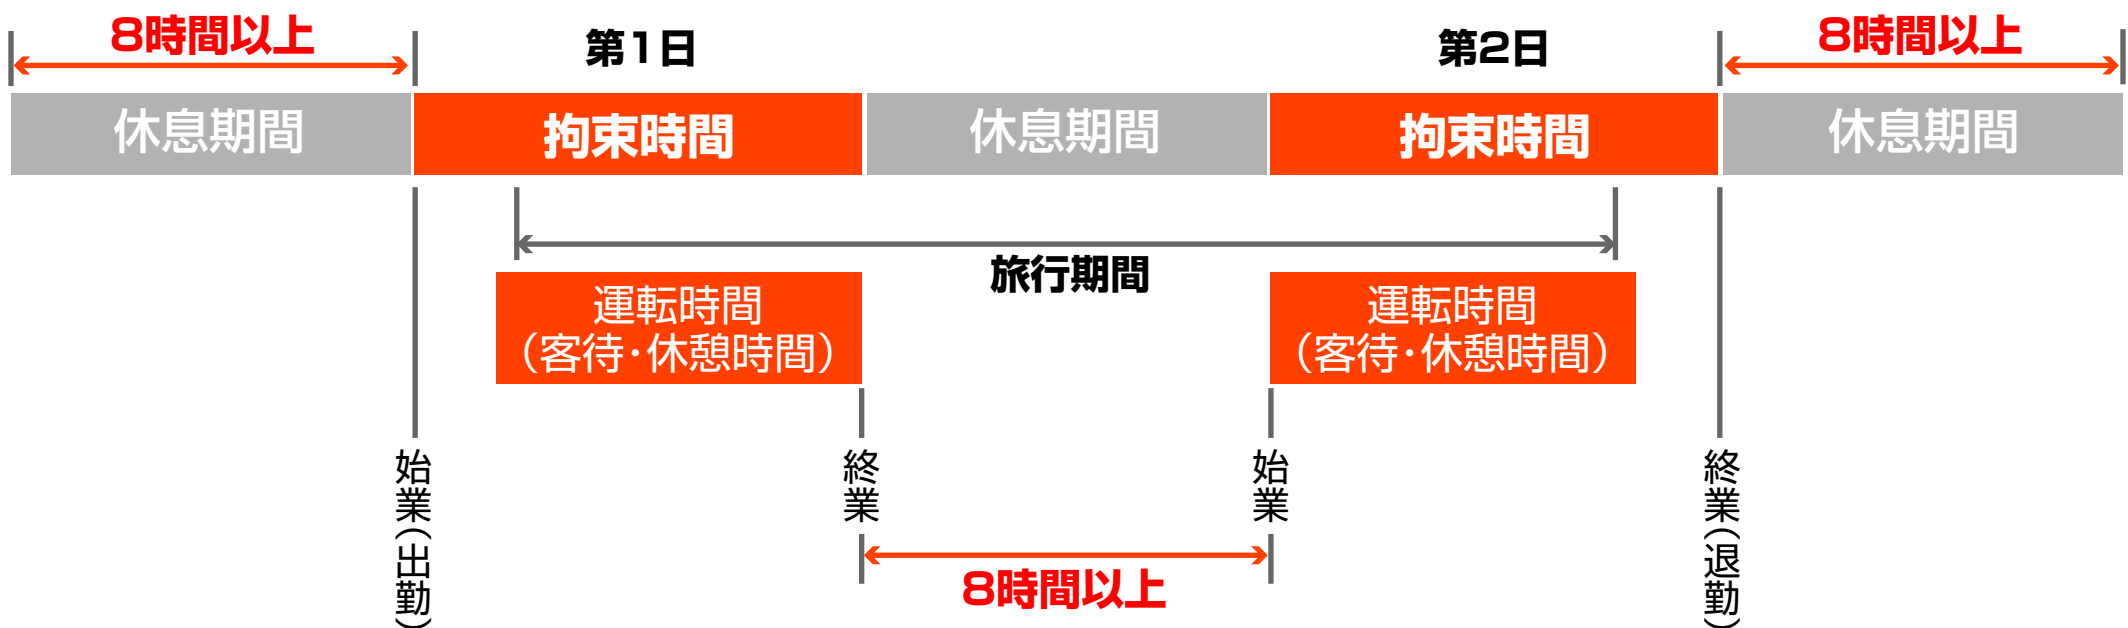 8時間以上
第1日
第2日
8時間以上
休息期間
拘束時間
休息期間
拘束時間
休息期間
旅行期間
運転時間
（客待・休憩時間）
運転時間
（客待・休憩時間）
始業（出勤）
終業
始業
終業（退勤）
8時間以上